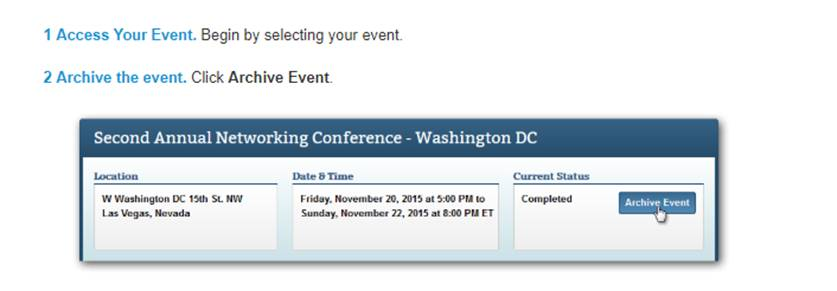 1 Access Your Event. Begin by selecting your event.
2 Archive the event. Click Archive Event.
Second Annual Networking Conference - Washington DC
Location
Date & Time
Current Status
W Washington DC 15th St. NW
Las Vegas, Nevada
Friday, November 20, 2015 at 5:00 PM to
Sunday, November 22, 2015 at 8:00 PM ET
Completed
Archive Event